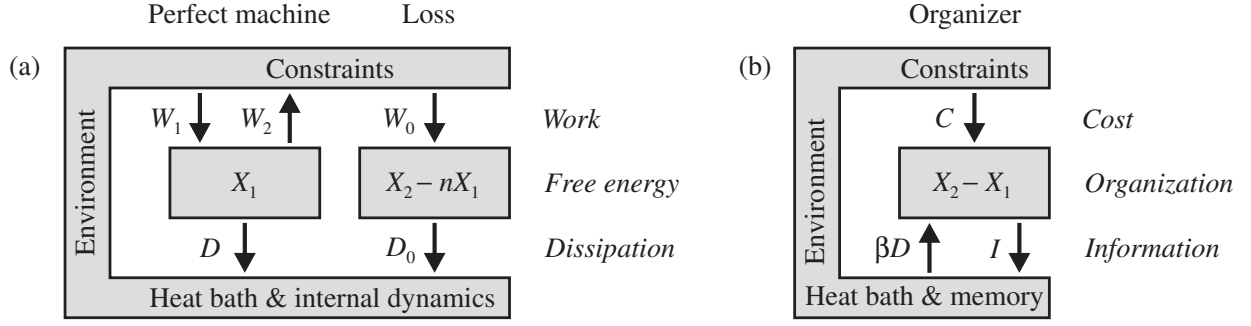 Perfect machine
Loss
(a)
Constraints
Environment
W₁
W₂
W₀
Work
X₁
X₂ – nX₁
Free energy
D
D₀
Dissipation
Heat bath & internal dynamics
Organizer
(b)
Constraints
Environment
C
Cost
X₂ – X₁
Organization
βD
I
Information
Heat bath & memory